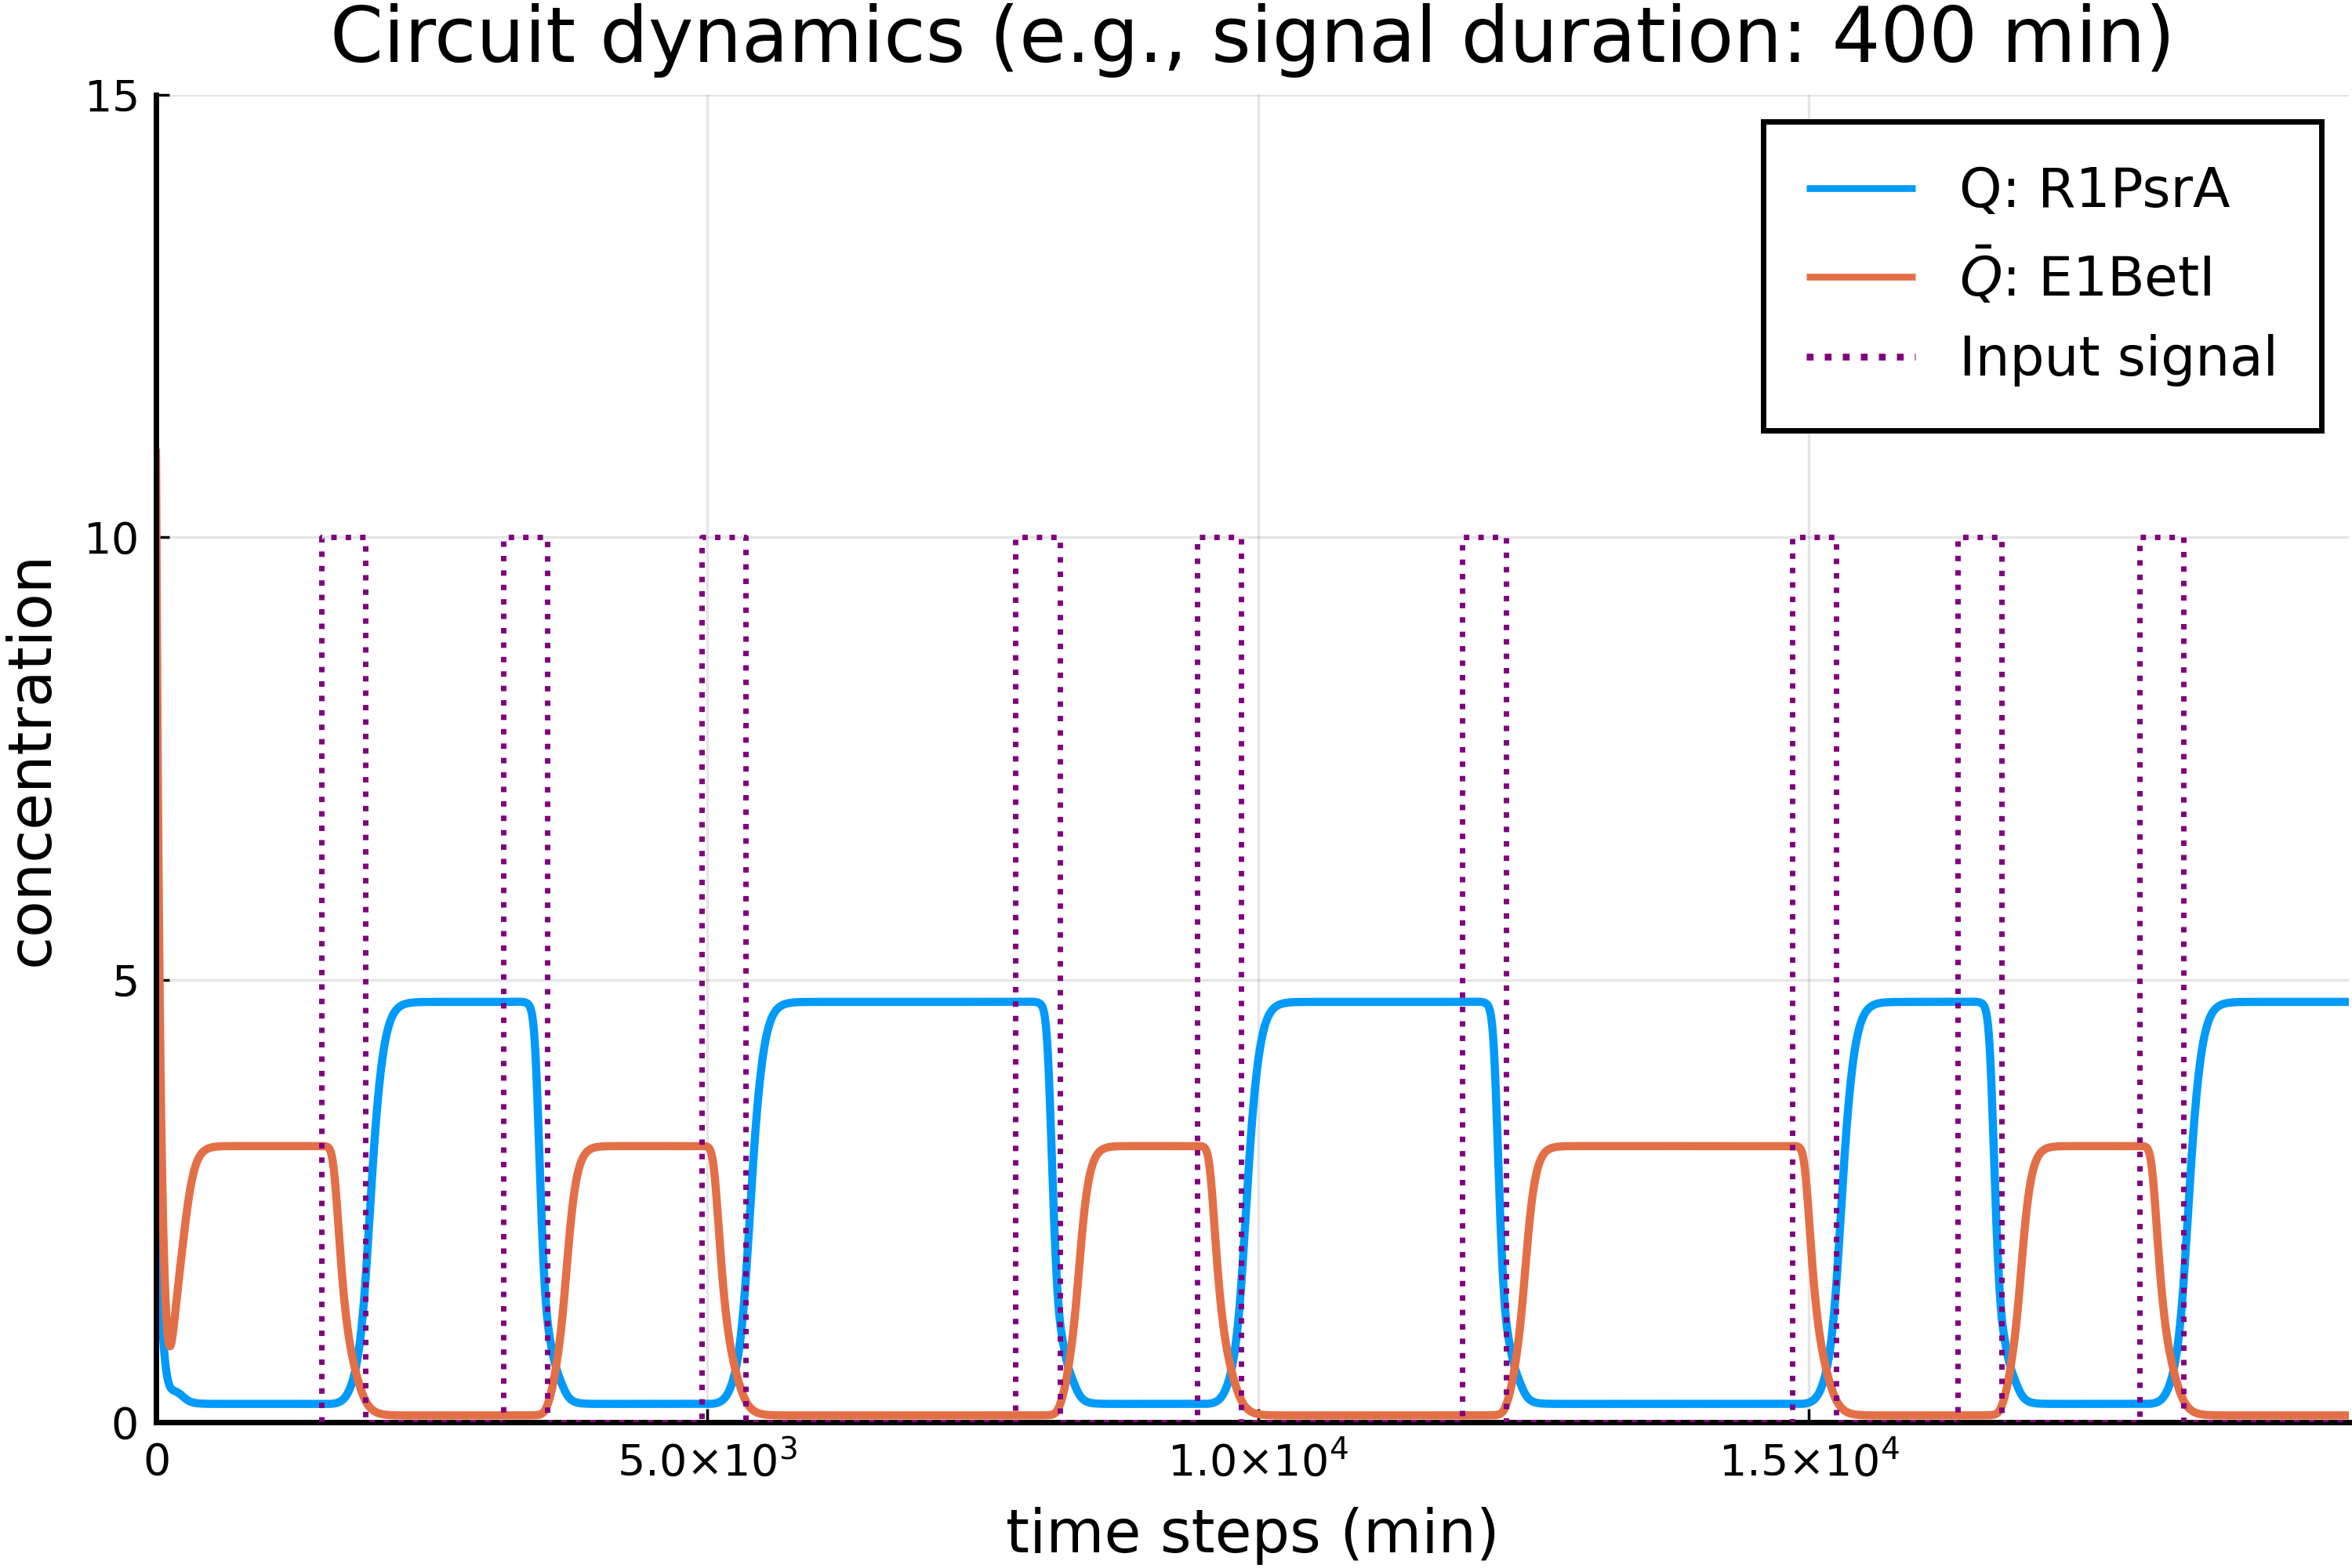 Circuit dynamics (e.g., signal duration: 400 min)
15
10
5
0
concentration
Q: R1PsrA
Q̄: E1BetI
Input signal
0
5.0×10³
1.0×10⁴
1.5×10⁴
time steps (min)